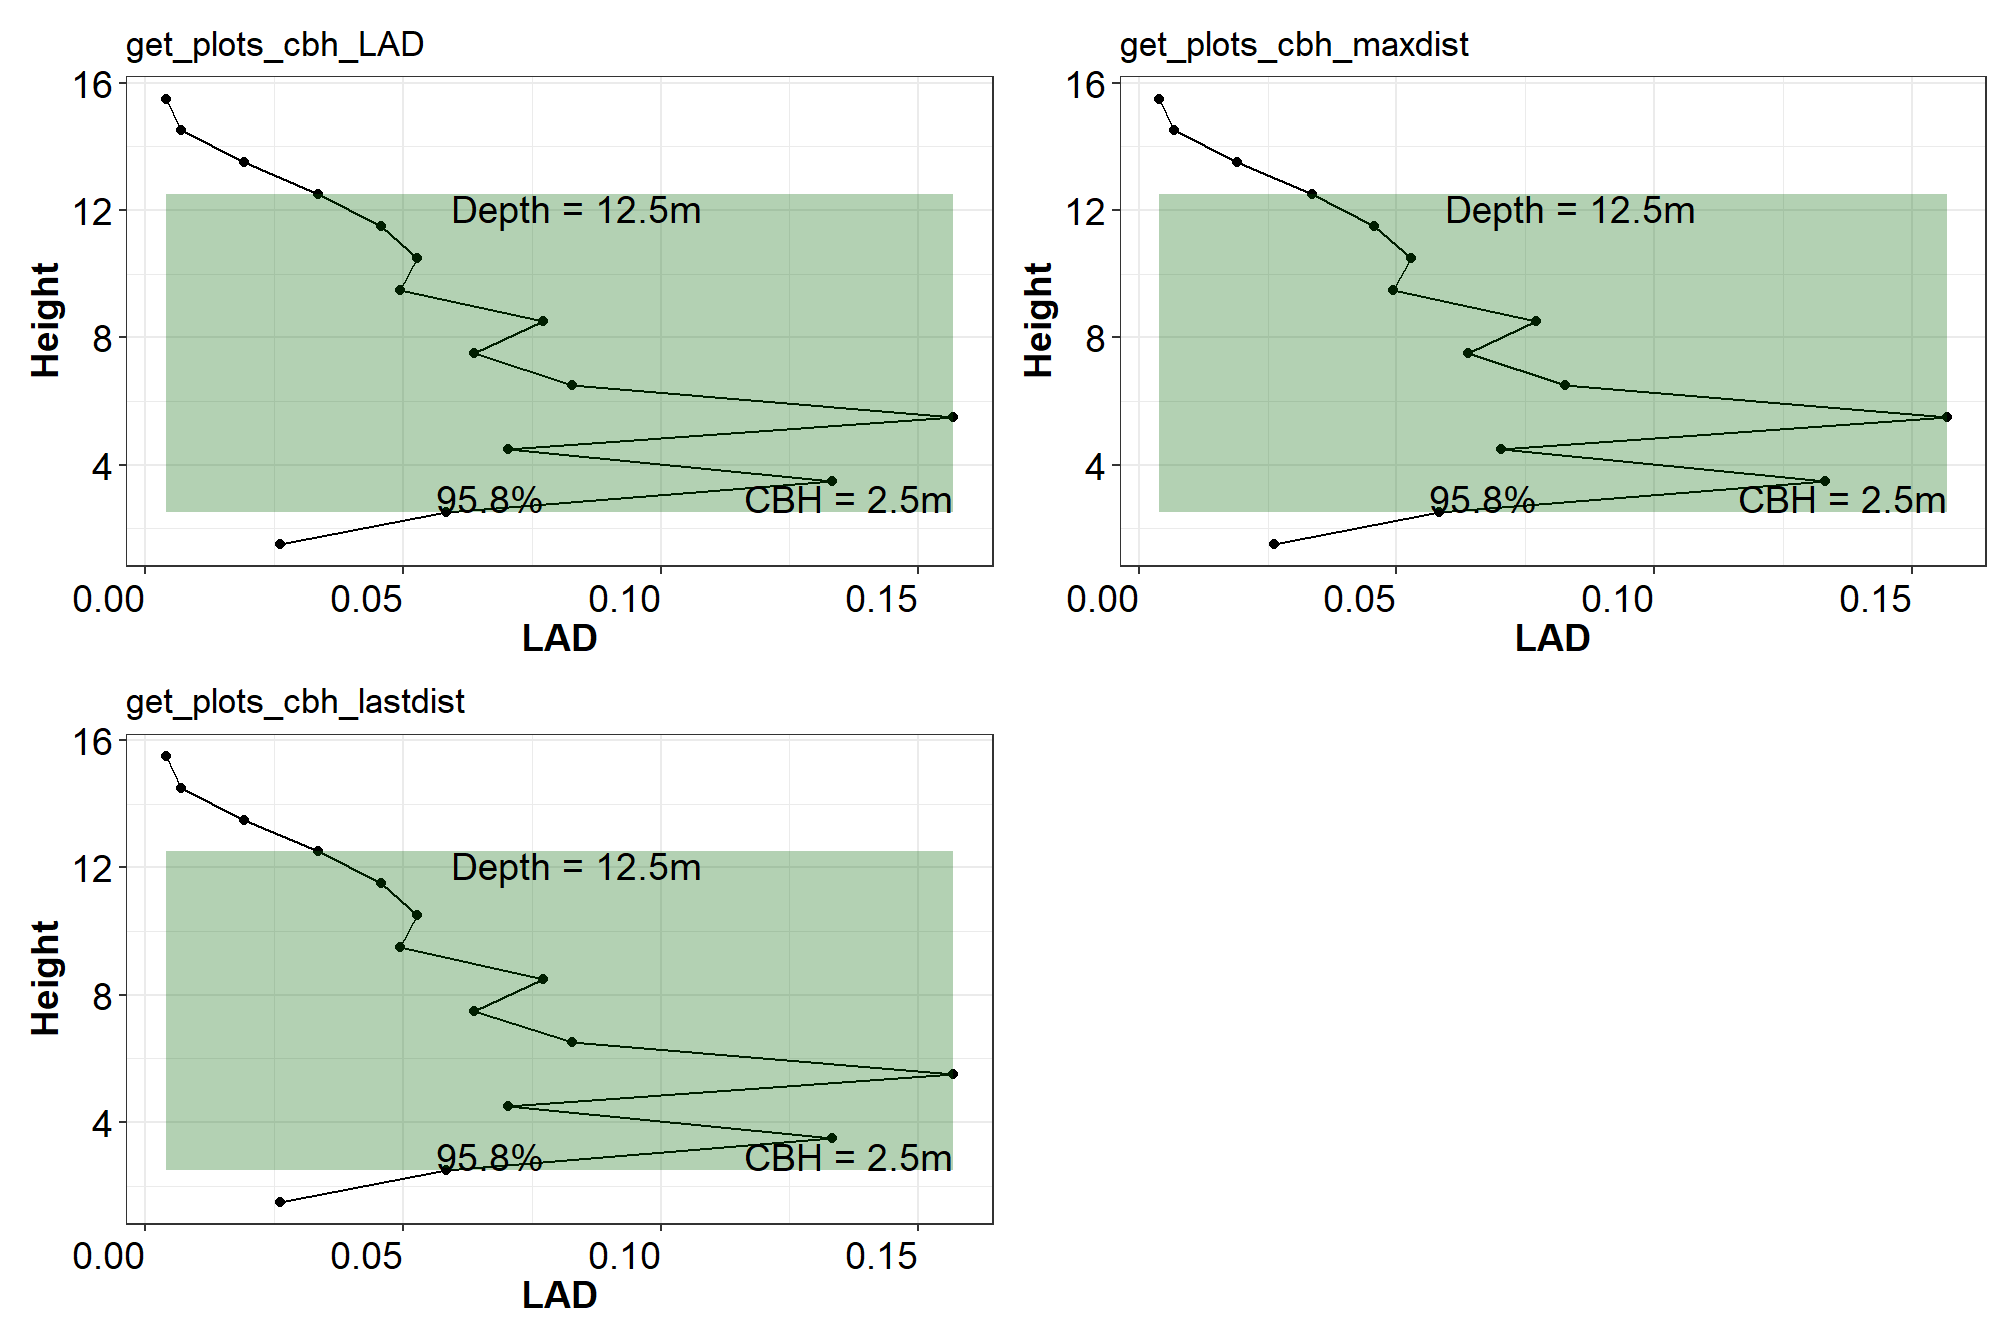 get_plots_cbh_LAD
16
12
8
4
Height
Depth = 12.5m
95.8%
CBH = 2.5m
0.00 0.05 0.10 0.15
LAD
get_plots_cbh_maxdist
16
12
8
4
Height
Depth = 12.5m
95.8%
CBH = 2.5m
0.00 0.05 0.10 0.15
LAD
get_plots_cbh_lastdist
16
12
8
4
Height
Depth = 12.5m
95.8%
CBH = 2.5m
0.00 0.05 0.10 0.15
LAD